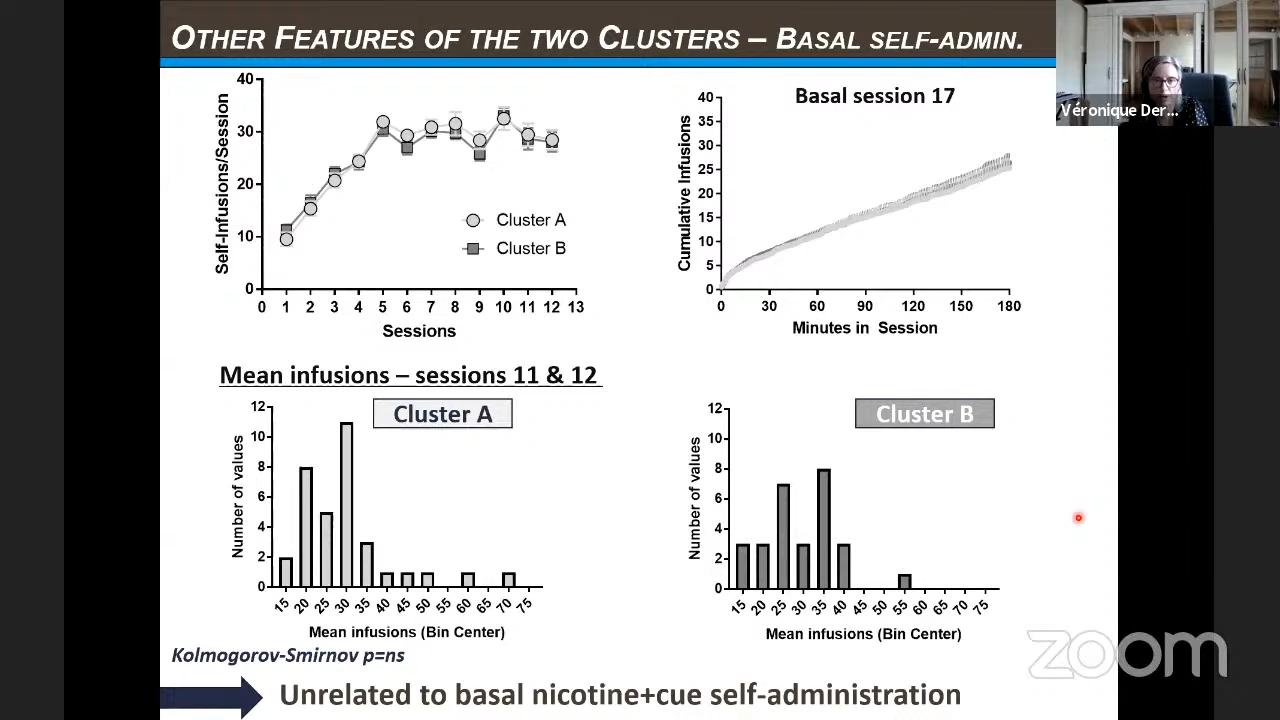 OTHER FEATURES OF THE TWO CLUSTERS – BASAL SELF-ADMIN.
Véronique Der...
40
30
20
10
0
Self-Infusions/Session
Cluster A
Cluster B
0 1 2 3 4 5 6 7 8 9 10 11 12 13
Sessions
Basal session 17
40
35
30
25
20
15
10
5
0
Cumulative Infusions
0 30 60 90 120 150 180
Minutes in Session
Mean infusions – sessions 11 & 12
Cluster A
12
10
8
6
4
2
0
Number of values
15 20 25 30 35 40 45 50 55 60 65 70 75
Mean infusions (Bin Center)
Cluster B
12
10
8
6
4
2
0
Number of values
15 20 25 30 35 40 45 50 55 60 65 70 75
Mean infusions (Bin Center)
Kolmogorov-Smirnov p=ns
Unrelated to basal nicotine+cue self-administration
zoom